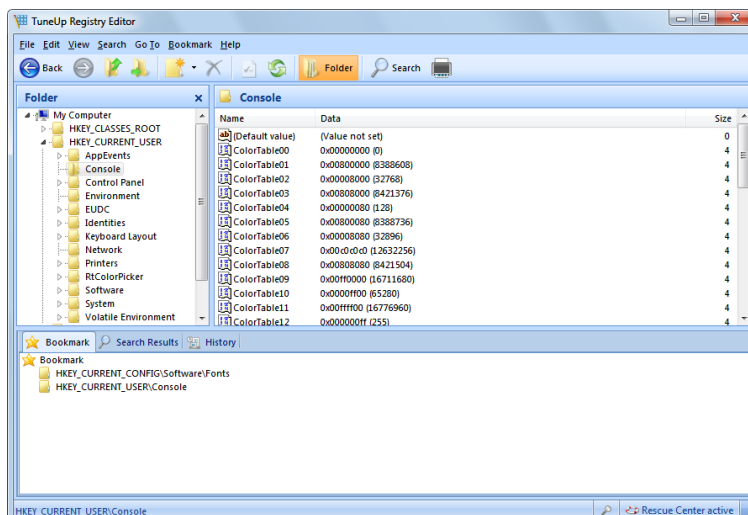 TuneUp Registry Editor
File Edit View Search Go To Bookmark Help
Back Folder Search
Folder x
My Computer
HKEY_CLASSES_ROOT
HKEY_CURRENT_USER
AppEvents
Console
Control Panel
Environment
EUDC
Identities
Keyboard Layout
Network
Printers
RtColorPicker
Software
System
Volatile Environment
Console
Name Data Size
(Default value) (Value not set) 0
ColorTable00 0x00000000 (0) 4
ColorTable01 0x00800000 (8388608) 4
ColorTable02 0x00008000 (32768) 4
ColorTable03 0x00808000 (8421376) 4
ColorTable04 0x00000080 (128) 4
ColorTable05 0x00800080 (8388736) 4
ColorTable06 0x00008080 (32896) 4
ColorTable07 0x00c0c0c0 (12632256) 4
ColorTable08 0x00808080 (8421504) 4
ColorTable09 0x00ff0000 (16711680) 4
ColorTable10 0x0000ff00 (65280) 4
ColorTable11 0x00ffff00 (16776960) 4
ColorTable12 0x000000ff (255) 4
Bookmark Search Results History
Bookmark
HKEY_CURRENT_CONFIG\Software\Fonts
HKEY_CURRENT_USER\Console
HKEY_CURRENT_USER\Console Rescue Center active